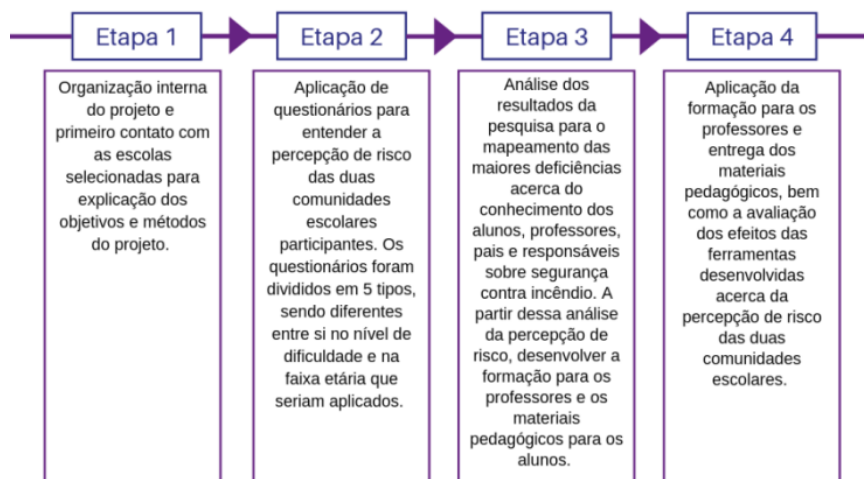 Etapa 1
Organização interna
do projeto e
primeiro contato com
as escolas
selecionadas para
explicação dos
objetivos e métodos
do projeto.
Etapa 2
Aplicação de
questionários para
entender a
percepção de risco
das duas
comunidades
escolares
participantes. Os
questionários foram
divididos em 5 tipos,
sendo diferentes
entre si no nível de
dificuldade e na
faixa etária que
seriam aplicados.
Etapa 3
Análise dos
resultados da
pesquisa para o
mapeamento das
maiores deficiências
acerca do
conhecimento dos
alunos, professores,
pais e responsáveis
sobre segurança
contra incêndio. A
partir dessa análise
da percepção de
risco, desenvolver a
formação para os
professores e os
materiais
pedagógicos para os
alunos.
Etapa 4
Aplicação da
formação para os
professores e
entrega dos
materiais
pedagógicos, bem
como a avaliação
dos efeitos das
ferramentas
desenvolvidas
acerca da
percepção de risco
das duas
comunidades
escolares.